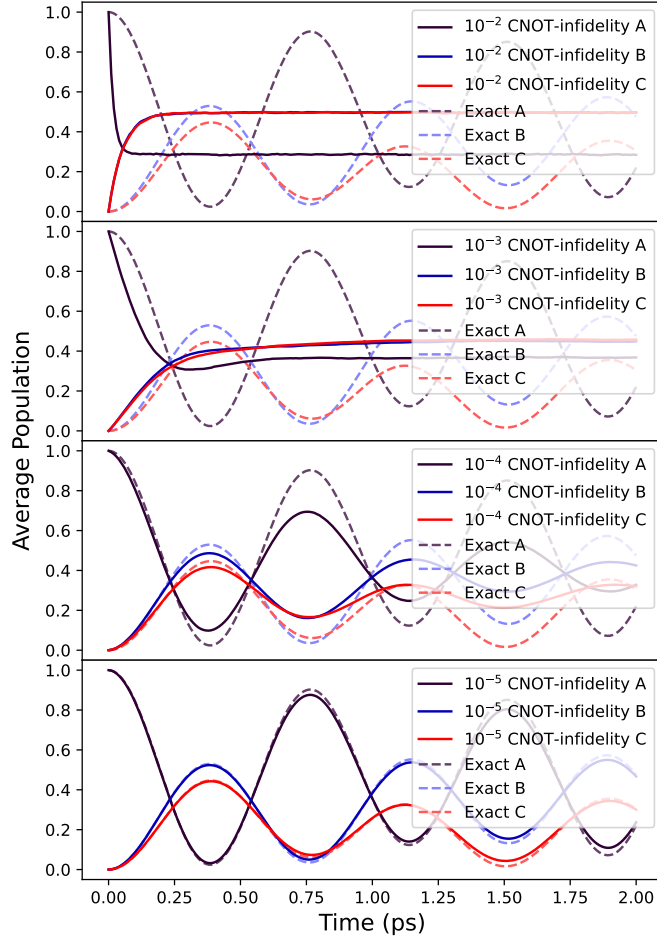 1.0
0.8
0.6
0.4
0.2
0.0
10⁻² CNOT-infidelity A
10⁻² CNOT-infidelity B
10⁻² CNOT-infidelity C
Exact A
Exact B
Exact C
1.0
0.8
0.6
0.4
0.2
0.0
10⁻³ CNOT-infidelity A
10⁻³ CNOT-infidelity B
10⁻³ CNOT-infidelity C
Exact A
Exact B
Exact C
Average Population
1.0
0.8
0.6
0.4
0.2
0.0
10⁻⁴ CNOT-infidelity A
10⁻⁴ CNOT-infidelity B
10⁻⁴ CNOT-infidelity C
Exact A
Exact B
Exact C
1.0
0.8
0.6
0.4
0.2
0.0
10⁻⁵ CNOT-infidelity A
10⁻⁵ CNOT-infidelity B
10⁻⁵ CNOT-infidelity C
Exact A
Exact B
Exact C
0.00 0.25 0.50 0.75 1.00 1.25 1.50 1.75 2.00
Time (ps)